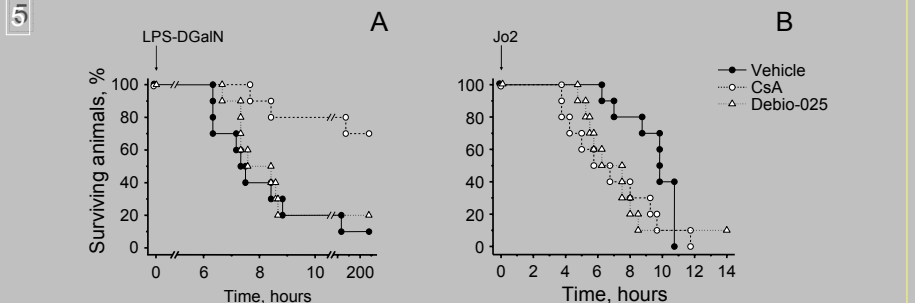 5
A
B
LPS-DGalN
Jo2
Vehicle
CsA
Debio-025
Surviving animals, %
100
80
60
40
20
0
0 6 8 10 200
Time, hours
100
80
60
40
20
0
0 2 4 6 8 10 12 14
Time, hours